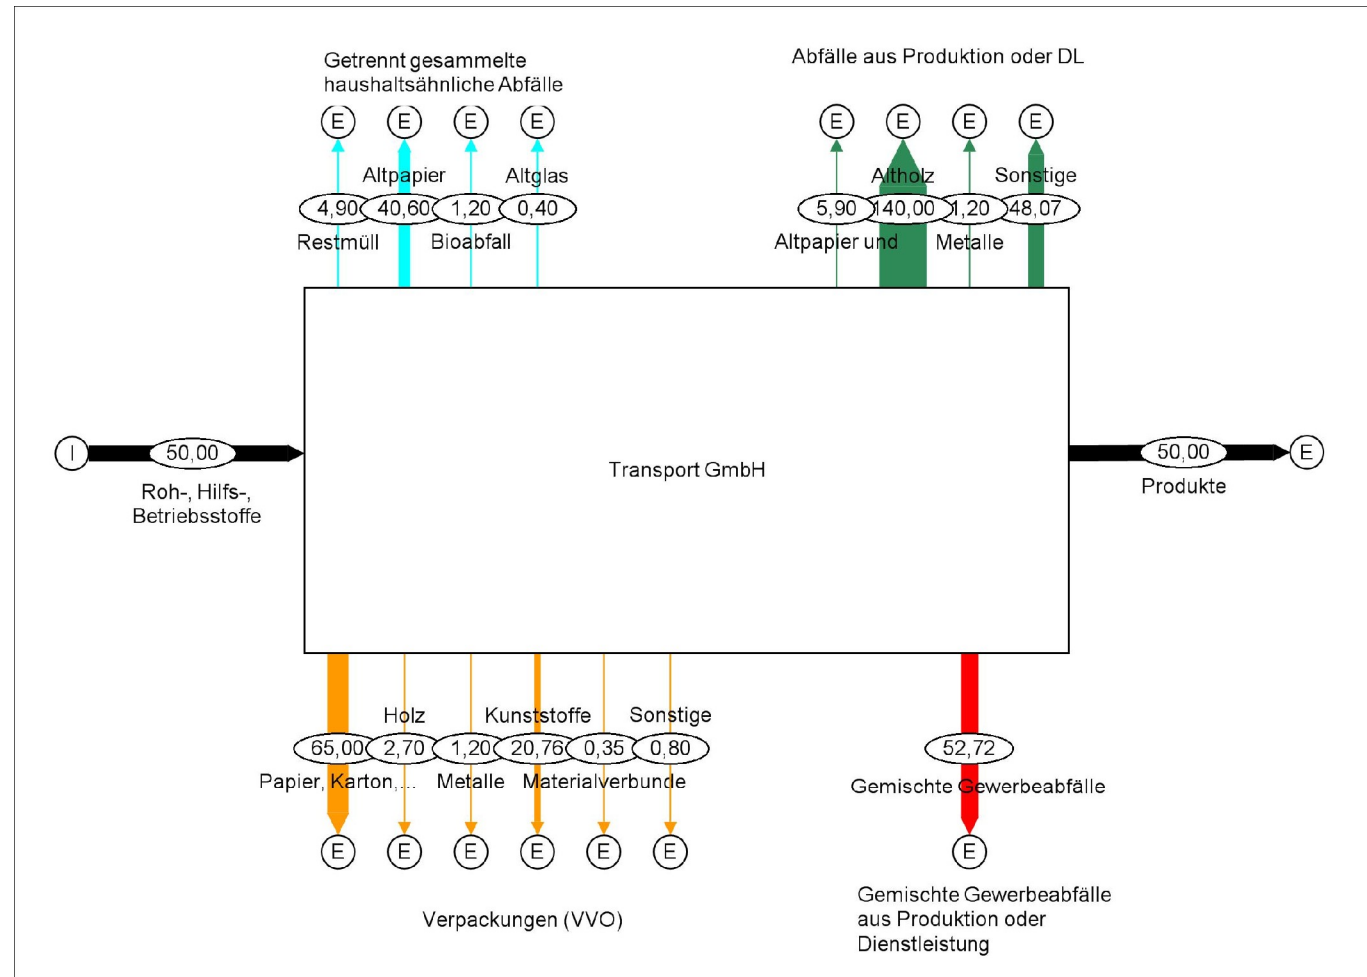 Getrennt gesammelte
haushaltsähnliche Abfälle
Abfälle aus Produktion oder DL
E E E E E E E E
Altpapier Altglas Altholz Sonstige
4,90 40,60 1,20 0,40 5,90 140,00 1,20 48,07
Restmüll Bioabfall Altpapier und Metalle
I 50,00 Transport GmbH 50,00 E
Roh-, Hilfs-,
Betriebsstoffe
Produkte
Holz Kunststoffe Sonstige
65,00 2,70 1,20 20,76 0,35 0,80 52,72
Papier, Karton,... Metalle Materialverbunde Gemischte Gewerbeabfälle
E E E E E E E
Verpackungen (VVO)
Gemischte Gewerbeabfälle
aus Produktion oder
Dienstleistung